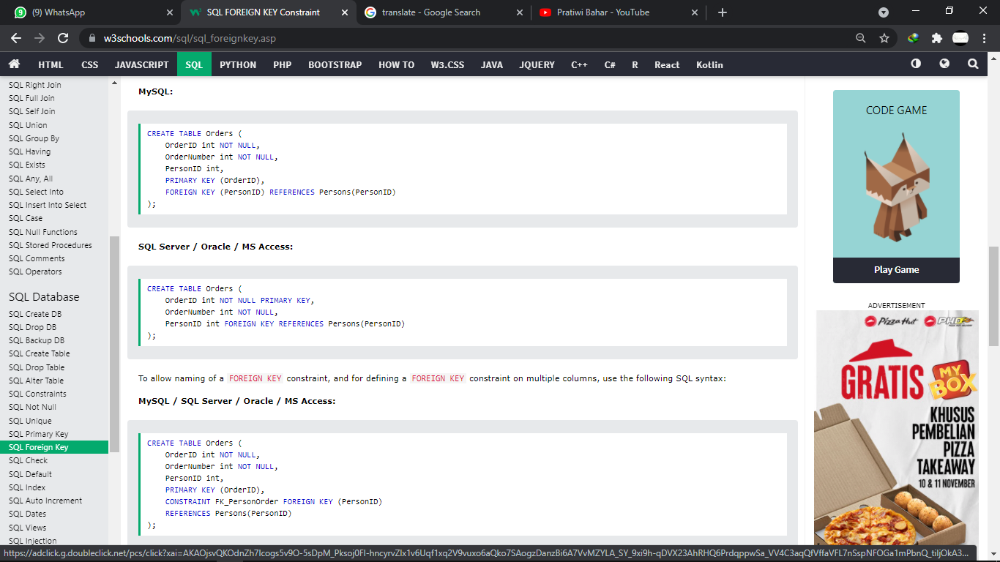 (9) WhatsApp
SQL FOREIGN KEY Constraint
translate - Google Search
Pratiwi Bahar - YouTube
w3schools.com/sql/sql_foreignkey.asp
HTML CSS JAVASCRIPT SQL PYTHON PHP BOOTSTRAP HOW TO W3.CSS JAVA JQUERY C++ C# R React Kotlin
SQL Right Join
SQL Full Join
SQL Self Join
SQL Union
SQL Group By
SQL Having
SQL Exists
SQL Any, All
SQL Select Into
SQL Insert Into Select
SQL Case
SQL Null Functions
SQL Stored Procedures
SQL Comments
SQL Operators
SQL Database
SQL Create DB
SQL Drop DB
SQL Backup DB
SQL Create Table
SQL Drop Table
SQL Alter Table
SQL Constraints
SQL Not Null
SQL Unique
SQL Primary Key
SQL Foreign Key
SQL Check
SQL Default
SQL Index
SQL Auto Increment
SQL Dates
SQL Views
SQL Injection
MySQL:
CREATE TABLE Orders (
OrderID int NOT NULL,
OrderNumber int NOT NULL,
PersonID int,
PRIMARY KEY (OrderID),
FOREIGN KEY (PersonID) REFERENCES Persons(PersonID)
);
SQL Server / Oracle / MS Access:
CREATE TABLE Orders (
OrderID int NOT NULL PRIMARY KEY,
OrderNumber int NOT NULL,
PersonID int FOREIGN KEY REFERENCES Persons(PersonID)
);
To allow naming of a FOREIGN KEY constraint, and for defining a FOREIGN KEY constraint on multiple columns, use the following SQL syntax:
MySQL / SQL Server / Oracle / MS Access:
CREATE TABLE Orders (
OrderID int NOT NULL,
OrderNumber int NOT NULL,
PersonID int,
PRIMARY KEY (OrderID),
CONSTRAINT FK_PersonOrder FOREIGN KEY (PersonID)
REFERENCES Persons(PersonID)
);
CODE GAME
Play Game
ADVERTISEMENT
Pizza Hut PHD
GRATIS
MY BOX
KHUSUS
PEMBELIAN
PIZZA
TAKEAWAY
10 & 11 NOVEMBER